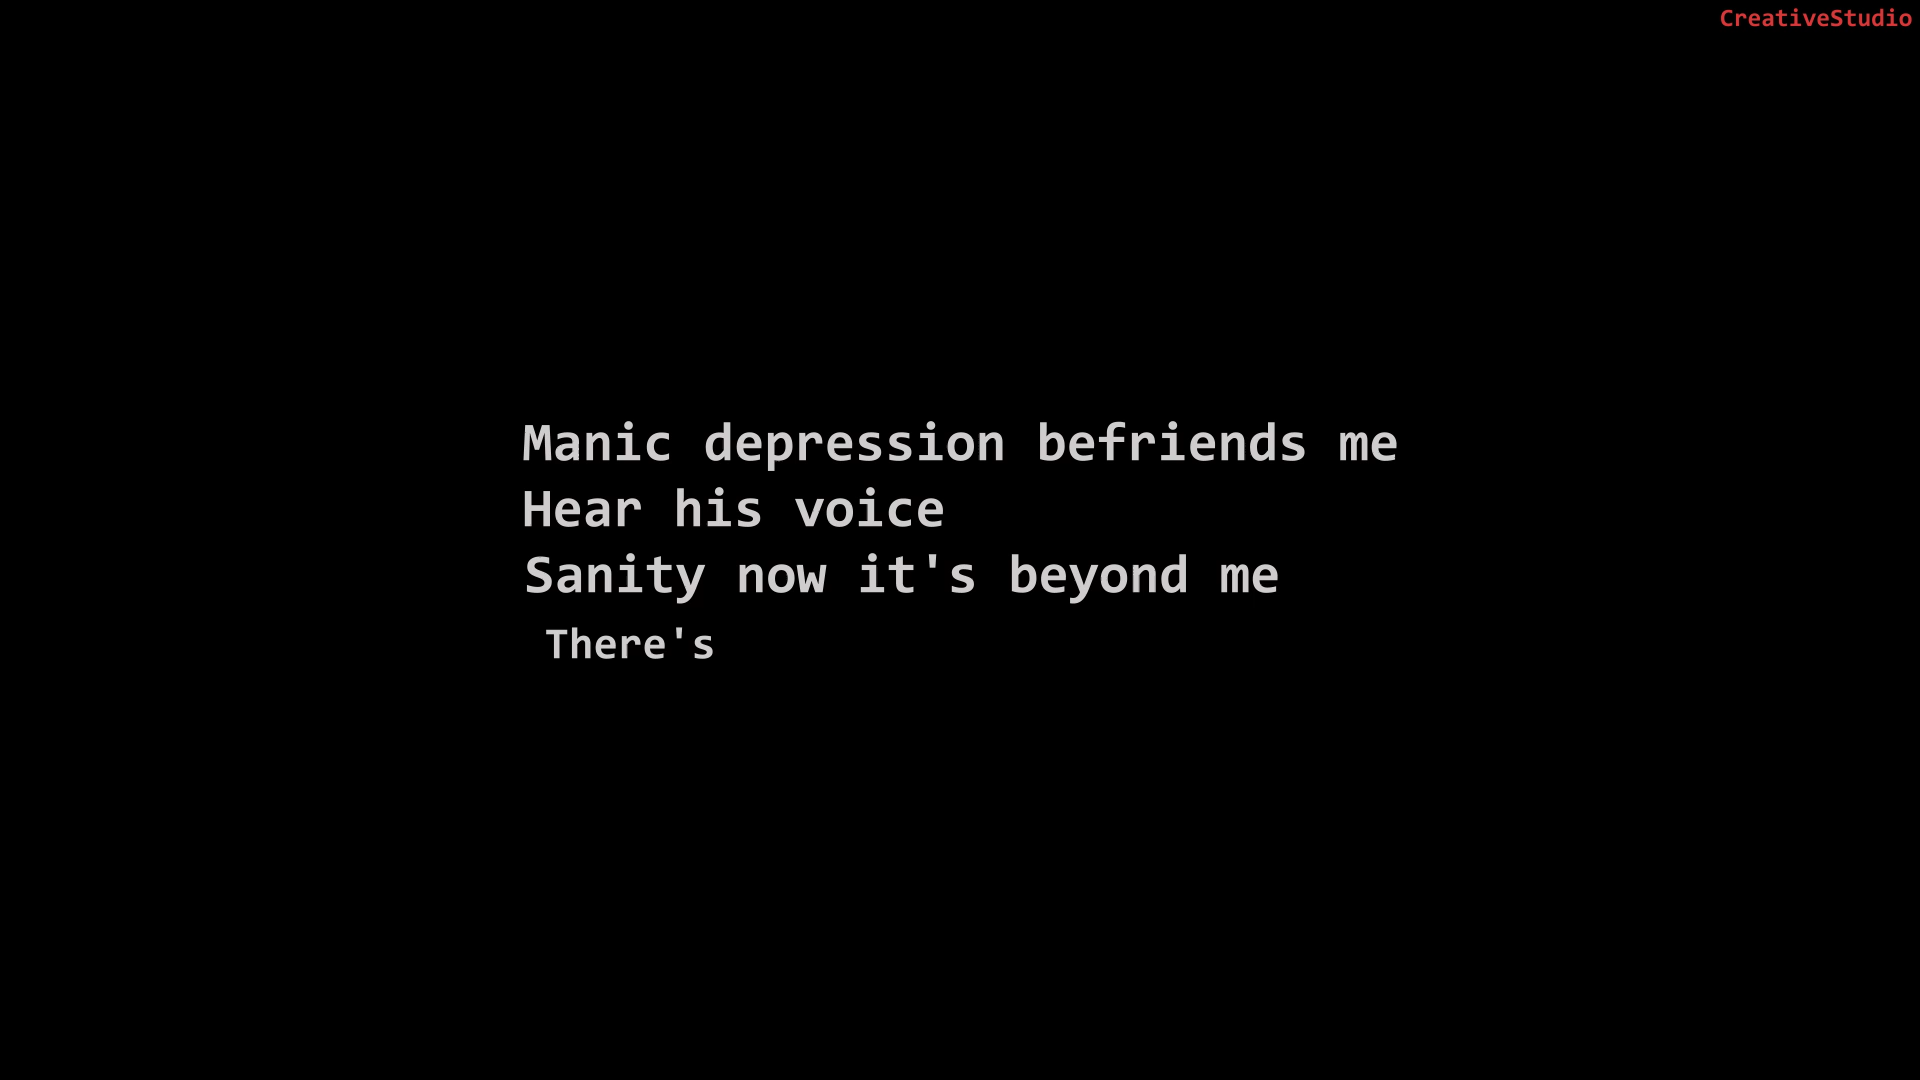 CreativeStudio
Manic depression befriends me
Hear his voice
Sanity now it's beyond me
There's